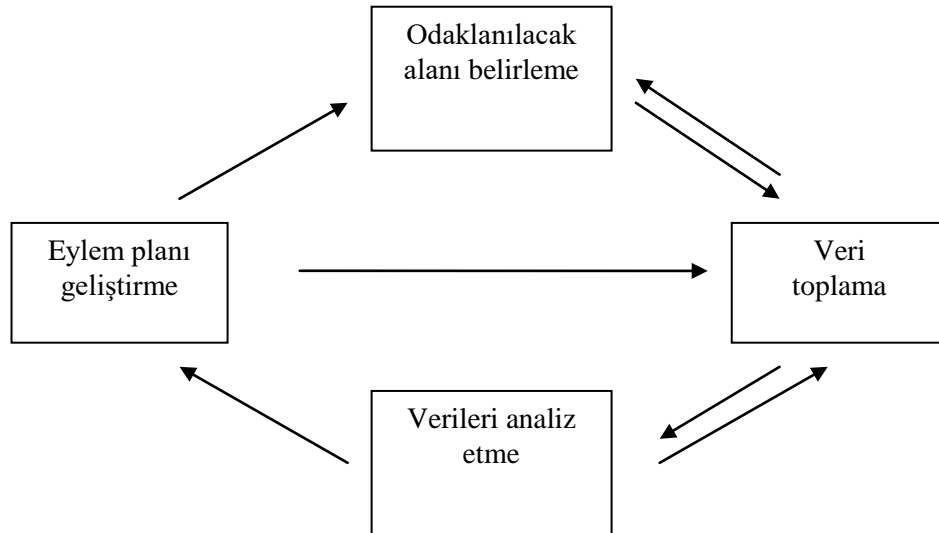 Odaklanılacak
alanı belirleme
Eylem planı
geliştirme
Veri
toplama
Verileri analiz
etme